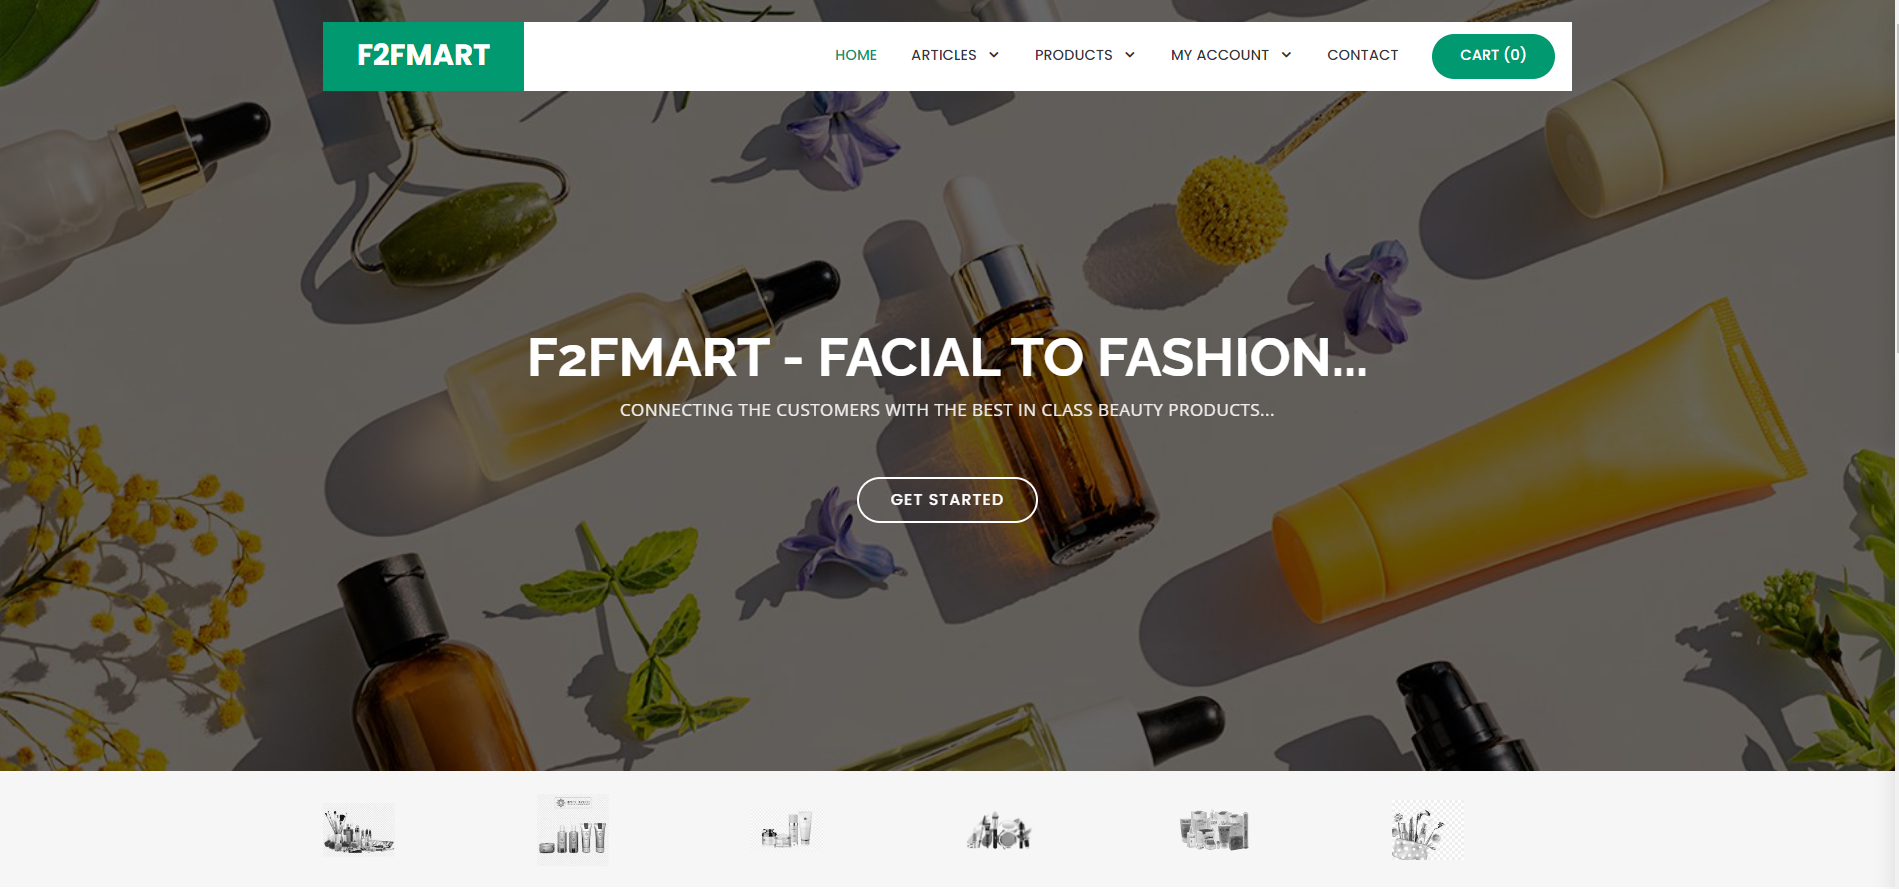 F2FMART
HOME ARTICLES PRODUCTS MY ACCOUNT CONTACT CART (0)
F2FMART - FACIAL TO FASHION...
CONNECTING THE CUSTOMERS WITH THE BEST IN CLASS BEAUTY PRODUCTS...
GET STARTED